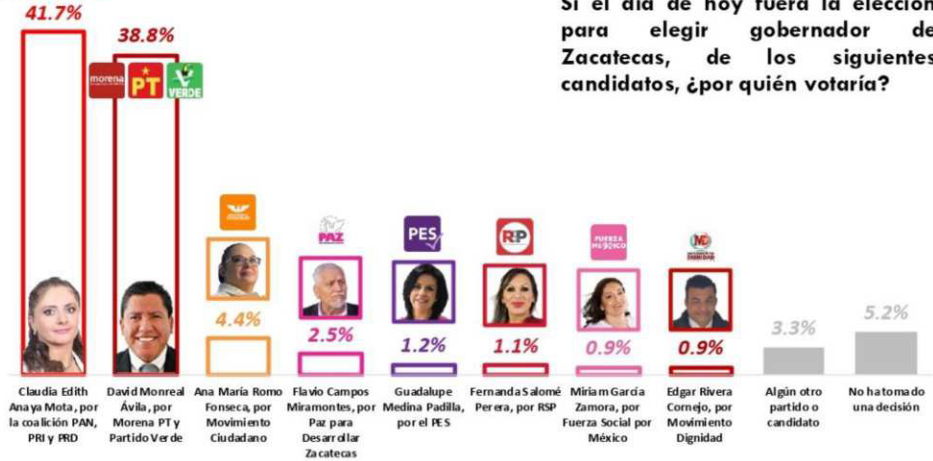 41.7%
38.8%
Si el día de hoy fuera la elección
para elegir gobernador de
Zacatecas, de los siguientes
candidatos, ¿por quién votaría?
morena
PT
VERDE
PAZ
PES
RSP
FUERZA
MÉXICO
MD
DIGNIDAD
4.4%
2.5%
1.2%
1.1%
0.9%
0.9%
3.3%
5.2%
Claudia Edith
Anaya Mota, por
la coalición PAN,
PRI y PRD
David Monreal
Ávila, por
Morena PT y
Partido Verde
Ana María Romo
Fonseca, por
Movimiento
Ciudadano
Flavio Campos
Miramontes, por
Paz para
Desarrollar
Zacatecas
Guadalupe
Medina Padilla,
por el PES
Fernanda Salomé
Perera, por RSP
Miriam García
Zamora, por
Fuerza Social por
México
Edgar Rivera
Cornejo, por
Movimiento
Dignidad
Algún otro
partido o
candidato
No ha tomado
una decisión